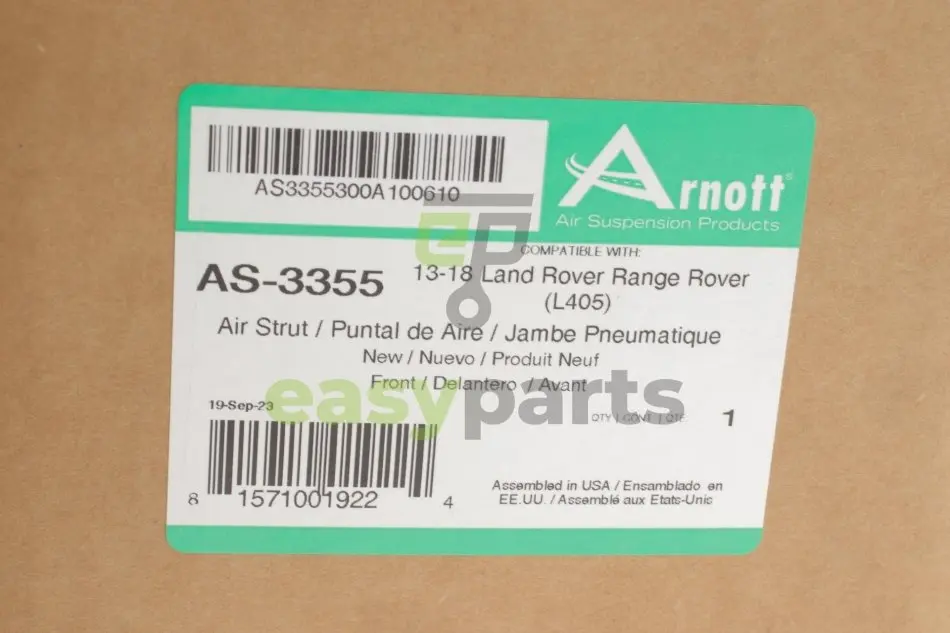 AS3355300A100610
Arnott®
Air Suspension Products
COMPATIBLE WITH:
AS-3355
13-18 Land Rover Range Rover
(L405)
Air Strut / Puntal de Aire / Jambe Pneumatique
New / Nuevo / Produit Neuf
Front / Delantero / Avant
19-Sep-23
QTY. | CONT. | QTE. 1
8 1571001922 4
Assembled in USA / Ensamblado en
EE.UU. / Assemblé aux Etats-Unis
ep
easyparts